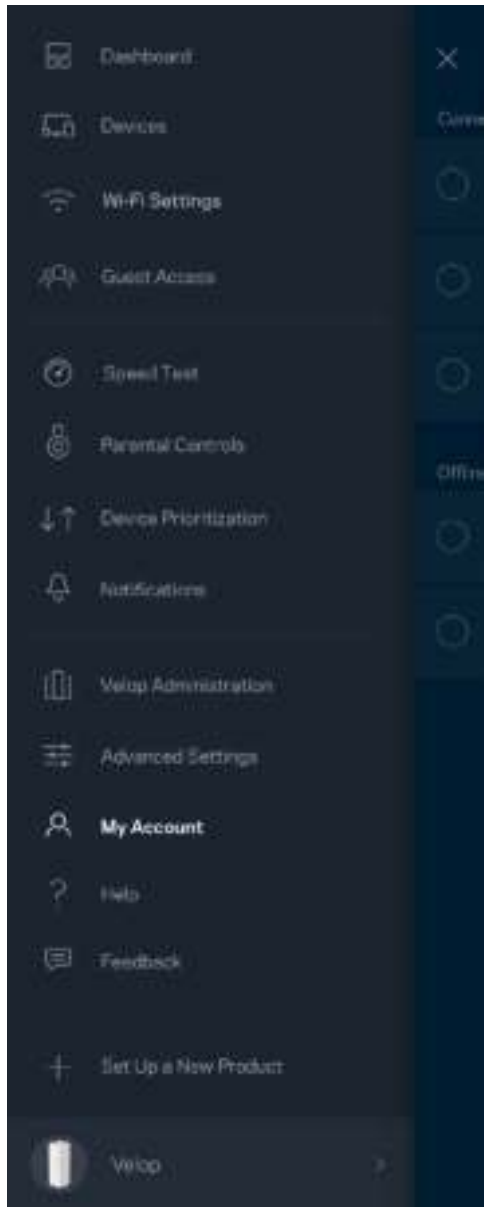 Dashboard
Devices
Wi-Fi Settings
Guest Access
Speed Test
Parental Controls
Device Prioritization
Notifications
Velop Administration
Advanced Settings
My Account
Help
Feedback
Set Up a New Product
Velop